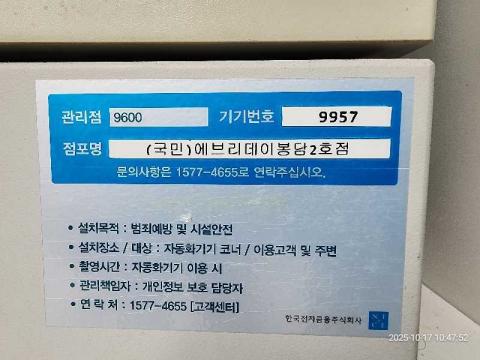 관리점 9600 기기번호 9957
점포명 (국민)에브리데이봉담2호점
문의사항은 1577-4655로 연락주십시오.
• 설치목적 : 범죄예방 및 시설안전
• 설치장소 / 대상 : 자동화기기 코너 / 이용고객 및 주변
• 촬영시간 : 자동화기기 이용 시
• 관리책임자 : 개인정보 보호 담당자
• 연 락 처 : 1577-4655 [고객센터]
한국전자금융주식회사 NICE
2025-10-17 10:47:52